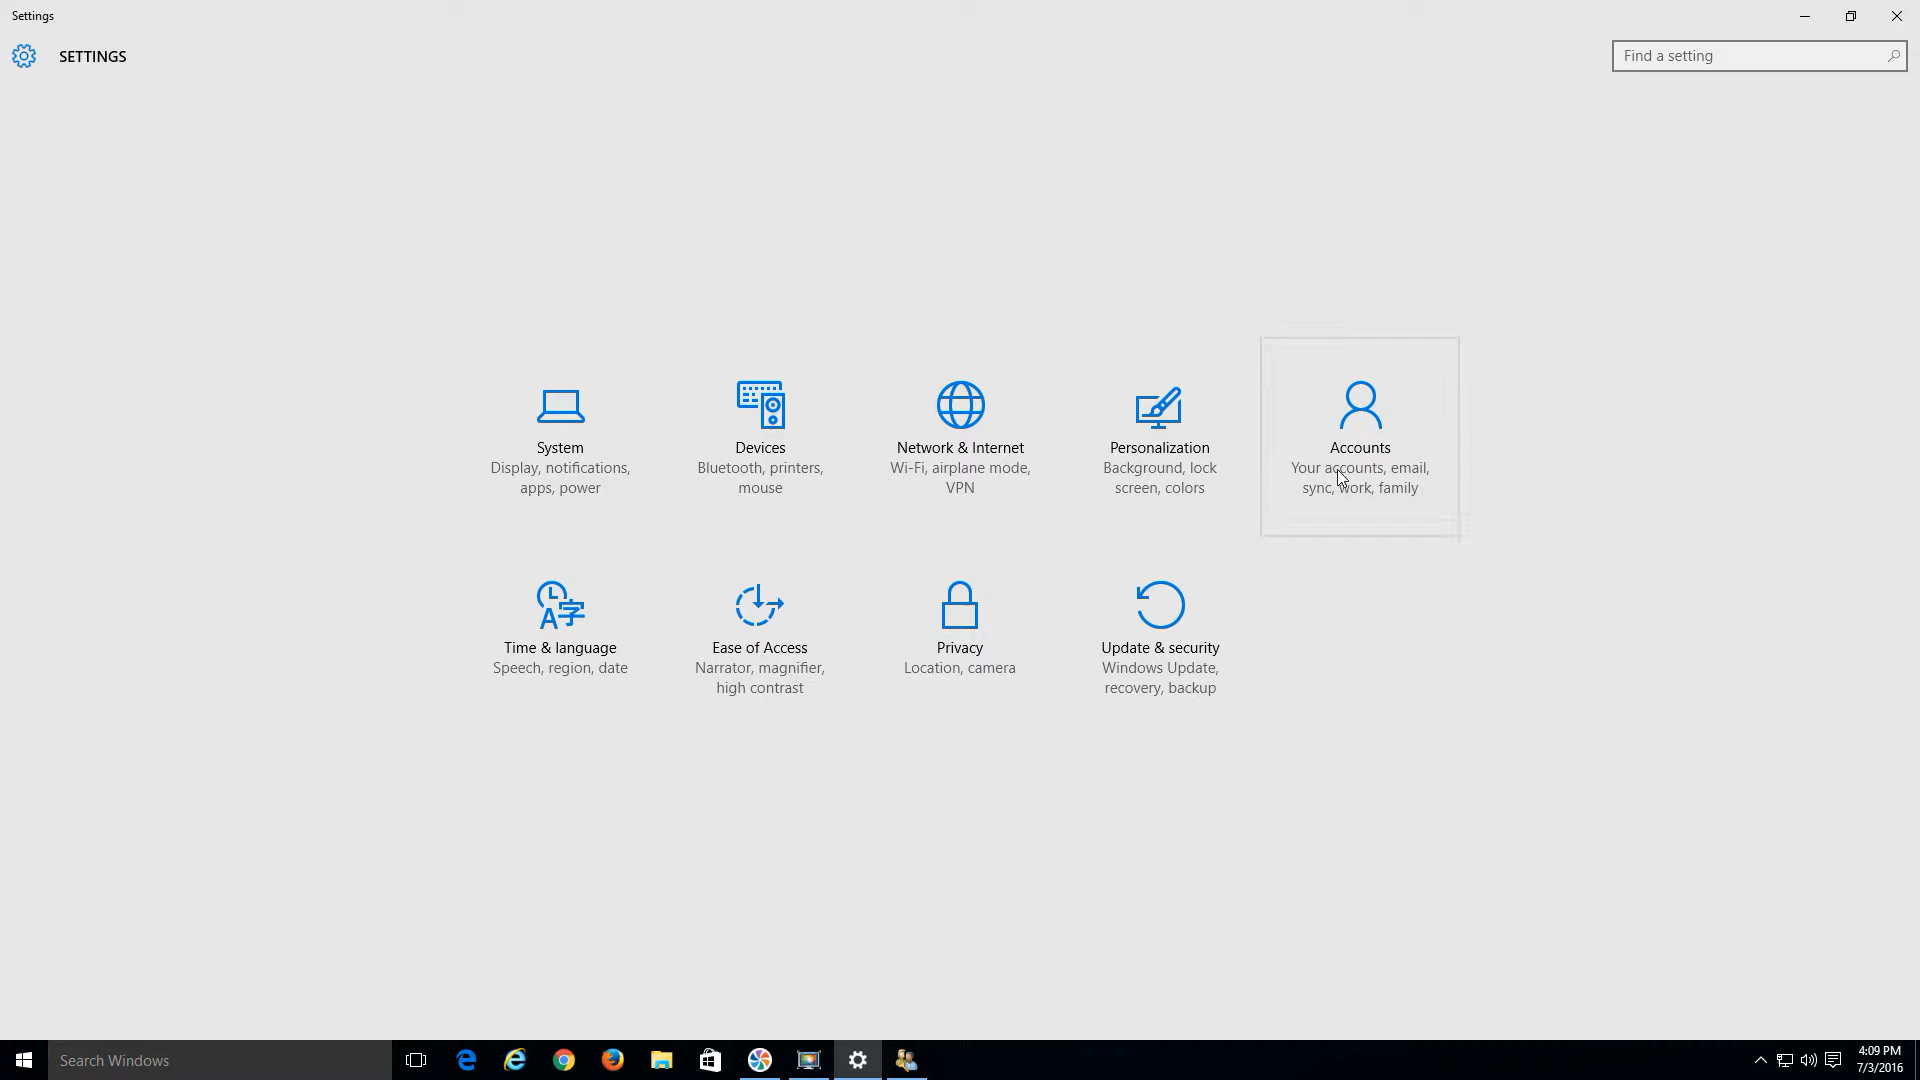 Settings
SETTINGS
Find a setting
System
Display, notifications,
apps, power
Devices
Bluetooth, printers,
mouse
Network & Internet
Wi-Fi, airplane mode,
VPN
Personalization
Background, lock
screen, colors
Accounts
Your accounts, email,
sync, work, family
Time & language
Speech, region, date
Ease of Access
Narrator, magnifier,
high contrast
Privacy
Location, camera
Update & security
Windows Update,
recovery, backup
Search Windows
4:09 PM
7/3/2016